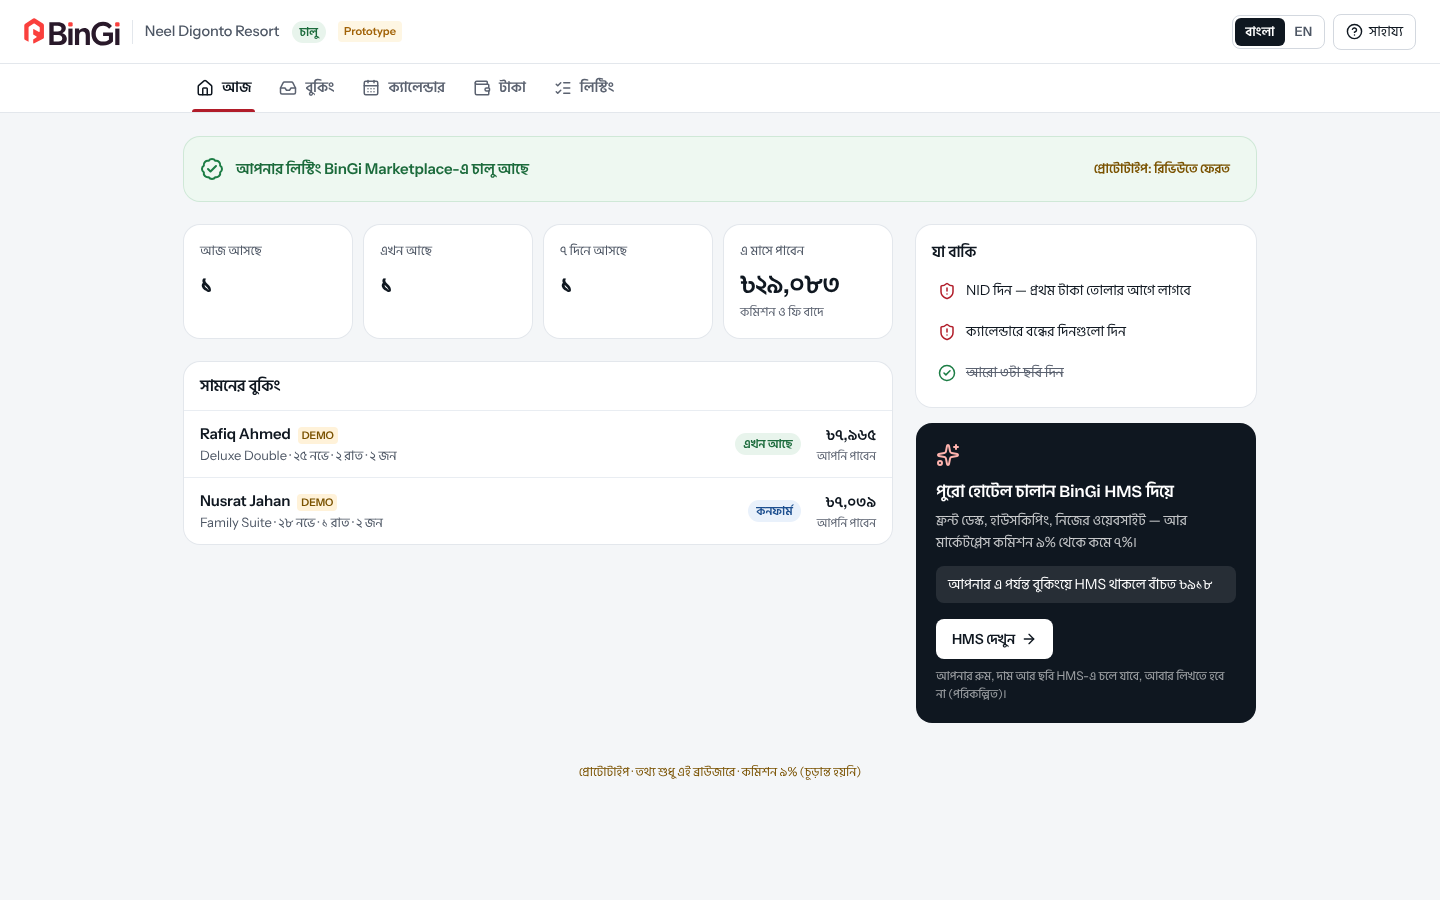 BinGi
Neel Digonto Resort
চালু
Prototype
বাংলা
EN
সাহায্য
আজ
বুকিং
ক্যালেন্ডার
টাকা
লিস্টিং
আপনার লিস্টিং BinGi Marketplace-এ চালু আছে
প্রোটোটাইপ: রিভিউতে ফেরত
আজ আসছে
১
এখন আছে
১
৭ দিনে আসছে
১
এ মাসে পাবেন
৳২৯,০৮৩
কমিশন ও ফি বাদে
সামনের বুকিং
Rafiq Ahmed DEMO
Deluxe Double · ২৫ নভে · ২ রাত · ২ জন
এখন আছে
৳৭,৯৬৫
আপনি পাবেন
Nusrat Jahan DEMO
Family Suite · ২৮ নভে · ১ রাত · ২ জন
কনফার্ম
৳৭,০৩৯
আপনি পাবেন
যা বাকি
NID দিন — প্রথম টাকা তোলার আগে লাগবে
ক্যালেন্ডারে বন্ধের দিনগুলো দিন
আরো ৩টা ছবি দিন
পুরো হোটেল চালান BinGi HMS দিয়ে
ফ্রন্ট ডেস্ক, হাউসকিপিং, নিজের ওয়েবসাইট — আর
মার্কেটপ্লেস কমিশন ৯% থেকে কমে ৭%।
আপনার এ পর্যন্ত বুকিংয়ে HMS থাকলে বাঁচত ৳৯১৮
HMS দেখুন
আপনার রুম, দাম আর ছবি HMS-এ চলে যাবে, আবার লিখতে হবে
না (পরিকল্পিত)।
প্রোটোটাইপ · তথ্য শুধু এই ব্রাউজারে · কমিশন ৯% (চূড়ান্ত হয়নি)